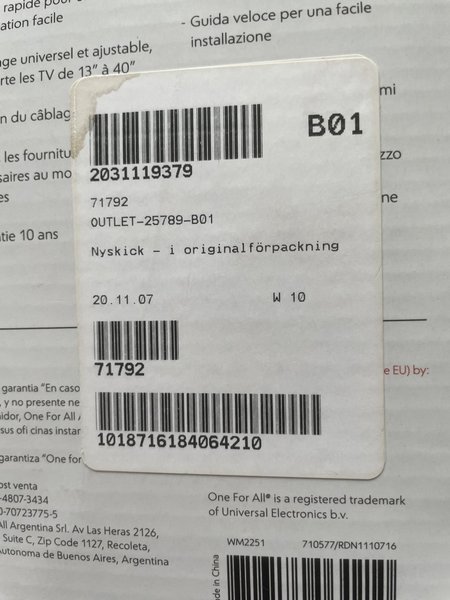 rapide pour
ation facile
- Guida veloce per una facile
installazione
ge universel et ajustable,
rte les TV de 13” à 40”
n du câblag
mi
les fournitu
saires au mo
es
zzo
ne
tie 10 ans
B01
2031119379
71792
OUTLET-25789-B01
Nyskick - i originalförpackning
20.11.07 W 10
71792
1018716184064210
e EU) by:
garantia “En caso
, y no presente ne
nidor, One For All
sus ofi cinas instar
garantiza “One for
ost venta
-4807-3434
0-70723775-5
All Argentina Srl. Av Las Heras 2126,
Suite C, Zip Code 1127, Recoleta,
Autonoma de Buenos Aires, Argentina
One For All® is a registered trademark
of Universal Electronics b.v.
WM2251 710577/RDN1110716
de in China